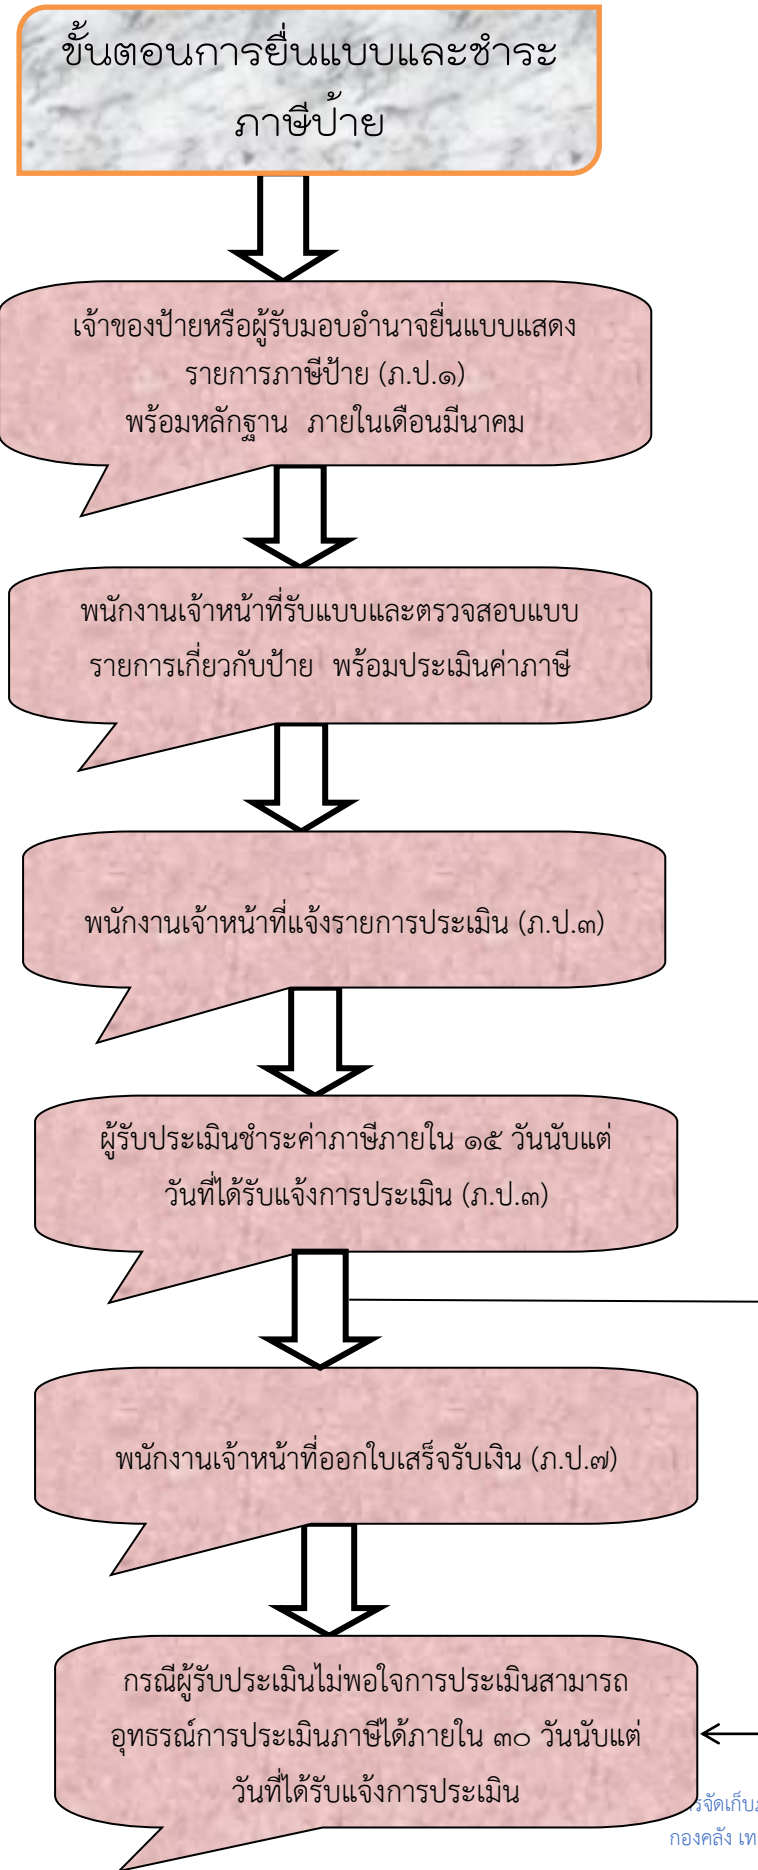 ขั้นตอนการยื่นแบบและชำระ
ภาษีป้าย
เจ้าของป้ายหรือผู้รับมอบอำนาจยื่นแบบแสดง
รายการภาษีป้าย (ภ.ป.๑)
พร้อมหลักฐาน ภายในเดือนมีนาคม
พนักงานเจ้าหน้าที่รับแบบและตรวจสอบแบบ
รายการเกี่ยวกับป้าย พร้อมประเมินค่าภาษี
พนักงานเจ้าหน้าที่แจ้งรายการประเมิน (ภ.ป.๓)
ผู้รับประเมินชำระค่าภาษีภายใน ๑๕ วันนับแต่
วันที่ได้รับแจ้งการประเมิน (ภ.ป.๓)
พนักงานเจ้าหน้าที่ออกใบเสร็จรับเงิน (ภ.ป.๗)
กรณีผู้รับประเมินไม่พอใจการประเมินสามารถ
อุทธรณ์การประเมินภาษีได้ภายใน ๓๐ วันนับแต่
วันที่ได้รับแจ้งการประเมิน
จัดเก็บ
กองคลัง